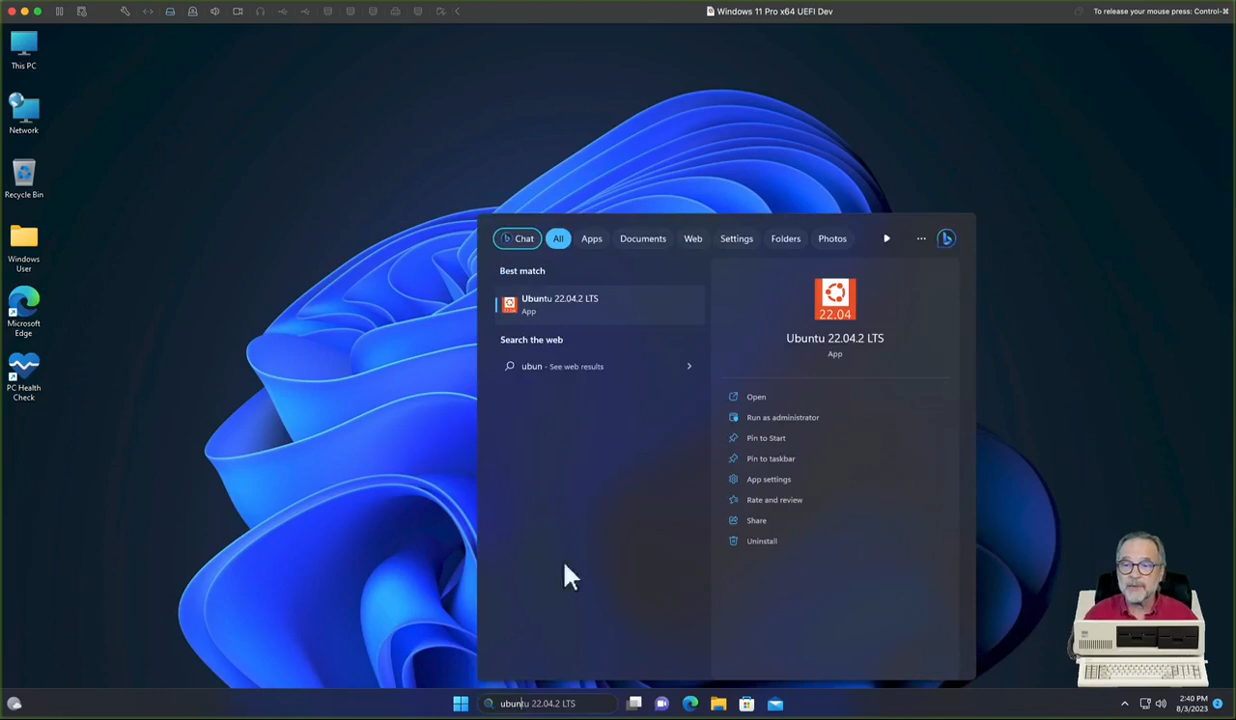 Windows 11 Pro x64 UEFI Dev
To release your mouse press: Control-⌘
This PC
Network
Recycle Bin
Windows
User
Microsoft
Edge
PC Health
Check
Chat
All
Apps
Documents
Web
Settings
Folders
Photos
Best match
Ubuntu 22.04.2 LTS
App
Search the web
ubun - See web results
22.04
Ubuntu 22.04.2 LTS
App
Open
Run as administrator
Pin to Start
Pin to taskbar
App settings
Rate and review
Share
Uninstall
ubuntu 22.04.2 LTS
2:40 PM
8/3/2023
2